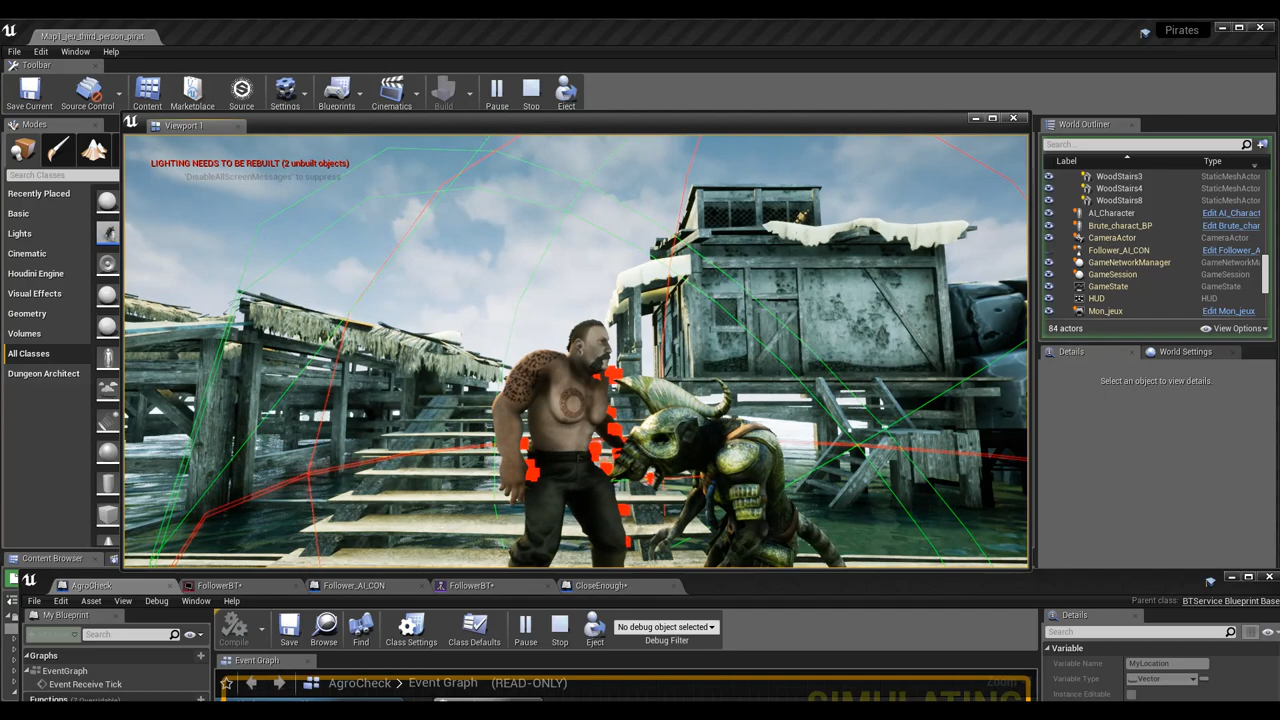 Map1_jeu_third_person_pirat
Pirates
File Edit Window Help
Toolbar
Save Current Source Control Content Marketplace Source Settings Blueprints Cinematics Build Pause Stop Eject
Modes
Viewport 1
World Outliner
Search Classes
Search...
Label Type
LIGHTING NEEDS TO BE REBUILT (2 unbuilt objects)
'DisableAllScreenMessages' to suppress
Recently Placed
Basic
Lights
Cinematic
Houdini Engine
Visual Effects
Geometry
Volumes
All Classes
Dungeon Architect
WoodStairs3 StaticMeshActor
WoodStairs4 StaticMeshActor
WoodStairs8 StaticMeshActor
AI_Character Edit AI_Charact
Brute_charact_BP Edit Brute_char
CameraActor CameraActor
Follower_AI_CON Edit Follower_A
GameNetworkManager GameNetworkMa
GameSession GameSession
GameState GameState
HUD HUD
Mon_jeux Edit Mon_jeux
84 actors View Options
Details World Settings
Select an object to view details.
Content Browser
AgroCheck FollowerBT* Follower_AI_CON FollowerBT* CloseEnough*
File Edit Asset View Debug Window Help
Parent class: BTService Blueprint Base
My Blueprint
Search
Compile Save Browse Find Class Settings Class Defaults Pause Stop Eject
No debug object selected
Debug Filter
Details
Search
Graphs
EventGraph
Event Receive Tick
Functions (2 Overridable)
Event Graph
AgroCheck > Event Graph (READ-ONLY)
Zoom
SIMULATING
Variable
Variable Name MyLocation
Variable Type Vector
Instance Editable